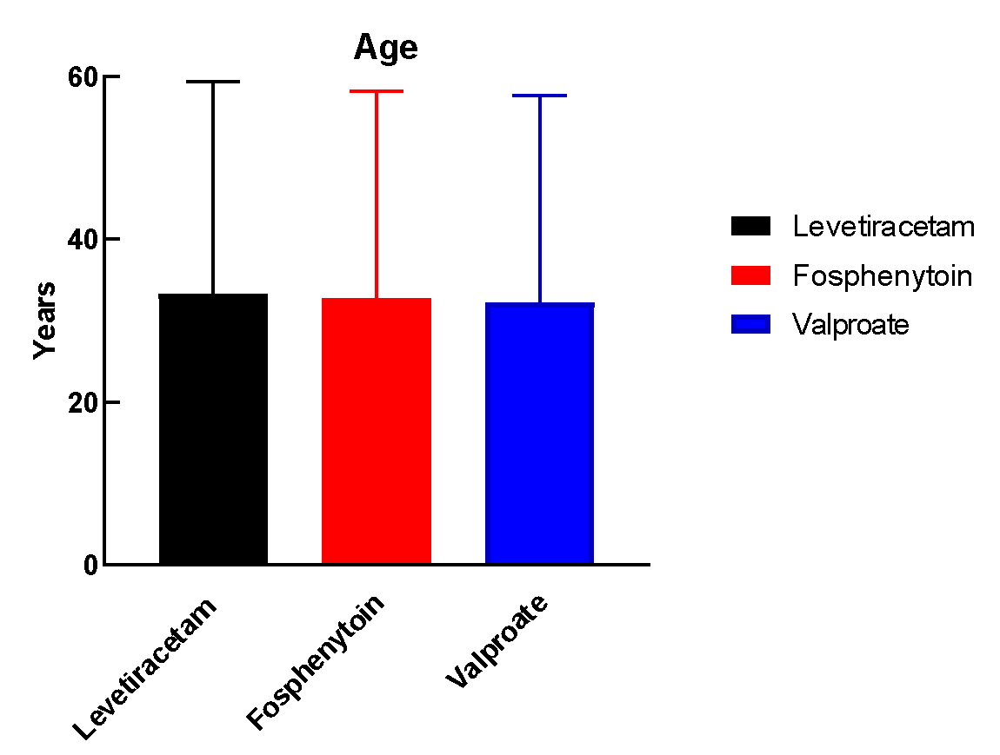 Age
60
40
20
0
Years
Levetiracetam
Fosphenytoin
Valproate
Levetiracetam
Fosphenytoin
Valproate